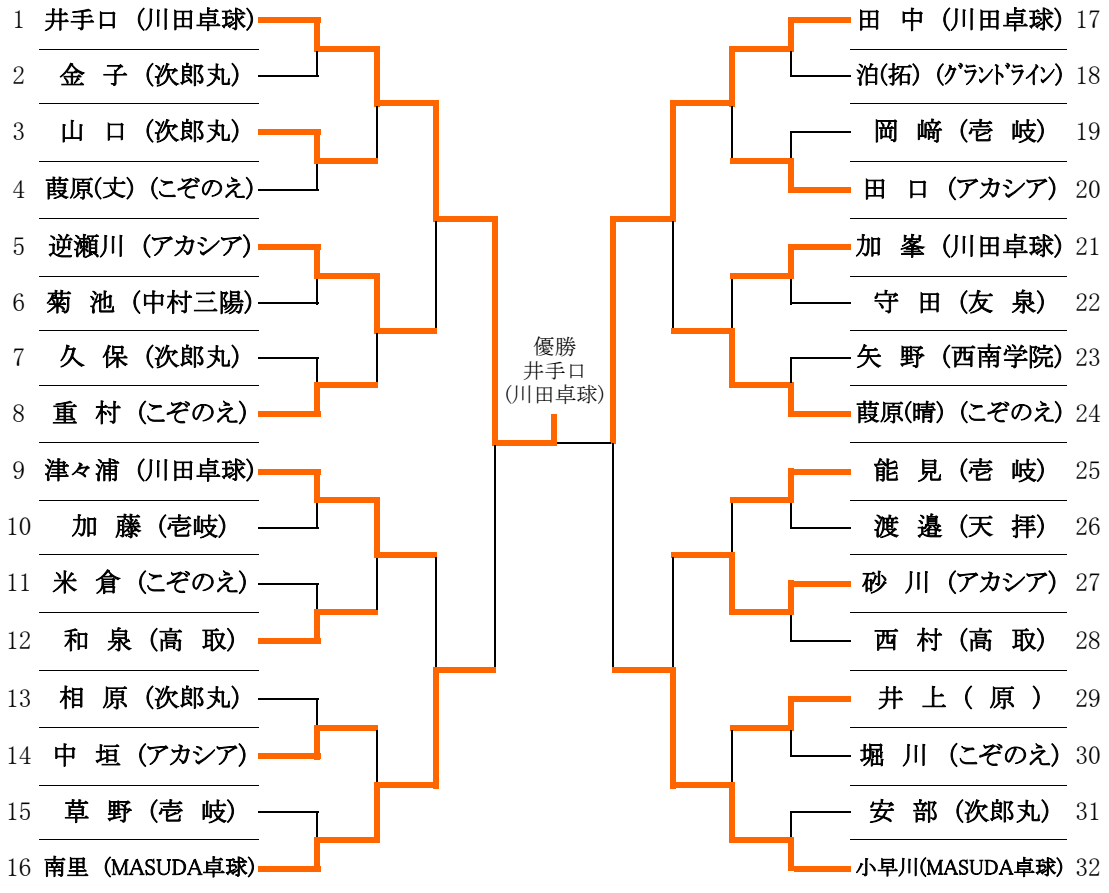 1 井手口 (川田卓球)
2 金 子 (次郎丸)
3 山 口 (次郎丸)
4 葭原(丈) (こぞのえ)
5 逆瀬川 (アカシア)
6 菊 池 (中村三陽)
7 久 保 (次郎丸)
8 重 村 (こぞのえ)
9 津々浦 (川田卓球)
10 加 藤 (壱岐)
11 米 倉 (こぞのえ)
12 和 泉 (高 取)
13 相 原 (次郎丸)
14 中 垣 (アカシア)
15 草 野 (壱 岐)
16 南里 (MASUDA卓球)
優勝
井手口
(川田卓球)
田 中 (川田卓球) 17
泊(拓) (グランドライン) 18
岡 﨑 (壱 岐) 19
田 口 (アカシア) 20
加 峯 (川田卓球) 21
守 田 (友 泉) 22
矢 野 (西南学院) 23
葭原(晴) (こぞのえ) 24
能 見 (壱 岐) 25
渡 邉 (天 拝) 26
砂 川 (アカシア) 27
西 村 (高 取) 28
井 上 ( 原 ) 29
堀 川 (こぞのえ) 30
安 部 (次郎丸) 31
小早川(MASUDA卓球) 32